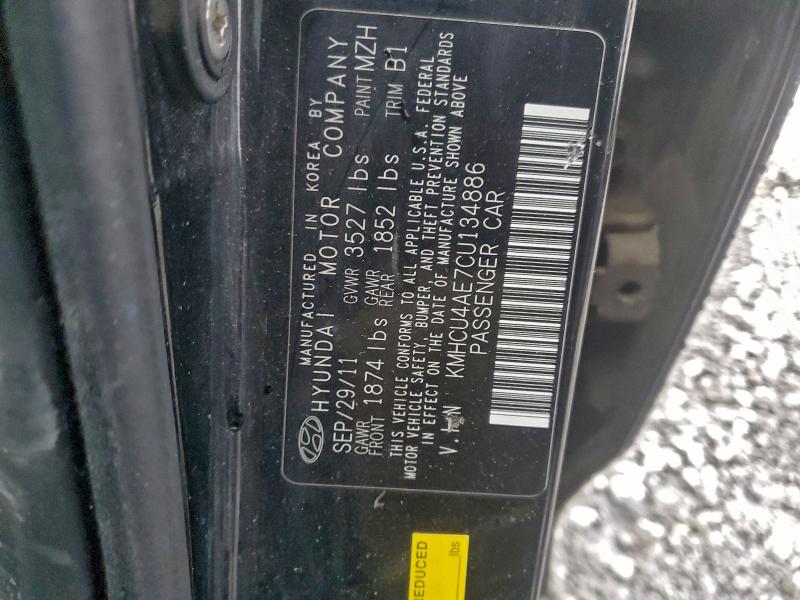 MANUFACTURED IN KOREA BY
HYUNDAI MOTOR COMPANY
SEP/29/11 GVWR 3527 lbs PAINT MZH
GAWR FRONT 1874 lbs GAWR REAR 1852 lbs TRIM B1
THIS VEHICLE CONFORMS TO ALL APPLICABLE U.S.A. FEDERAL
MOTOR VEHICLE SAFETY, BUMPER, AND THEFT PREVENTION STANDARDS
IN EFFECT ON THE DATE OF MANUFACTURE SHOWN ABOVE
V.I.N KMHCU4AE7CU134886
PASSENGER CAR
REDUCED
lbs